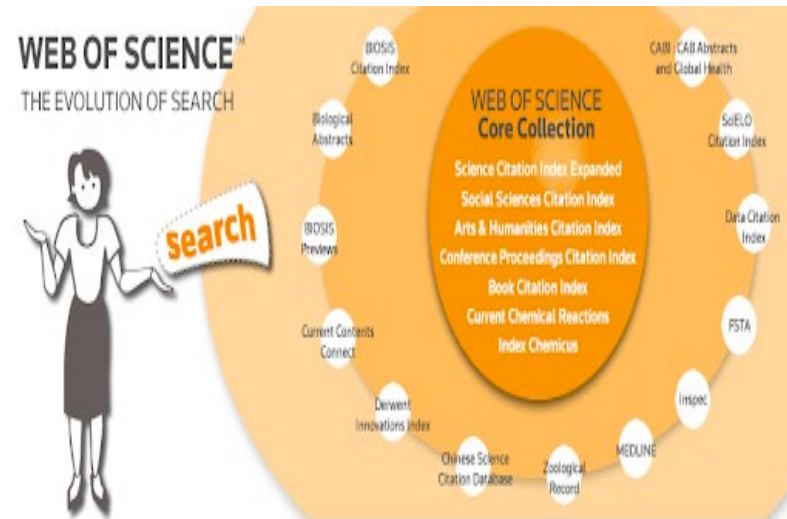 WEB OF SCIENCE™
THE EVOLUTION OF SEARCH
search
WEB OF SCIENCE
Core Collection
Science Citation Index Expanded
Social Sciences Citation Index
Arts & Humanities Citation Index
Conference Proceedings Citation Index
Book Citation Index
Current Chemical Reactions
Index Chemicus
BIOSIS
Citation Index
Biological
Abstracts
BIOSIS
Previews
Current Contents
Connect
Derwent
Innovations Index
Chinese Science
Citation Database
Zoological
Record
MEDLINE
Inspec
FSTA
Data Citation
Index
SciELO
Citation Index
CABI : CAB Abstracts
and Global Health